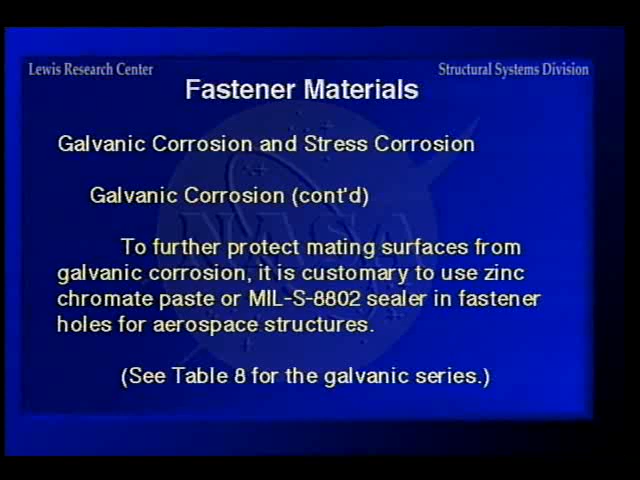 Lewis Research Center
Structural Systems Division
Fastener Materials
Galvanic Corrosion and Stress Corrosion
Galvanic Corrosion (cont'd)
To further protect mating surfaces from
galvanic corrosion, it is customary to use zinc
chromate paste or MIL-S-8802 sealer in fastener
holes for aerospace structures.
(See Table 8 for the galvanic series.)
NASA